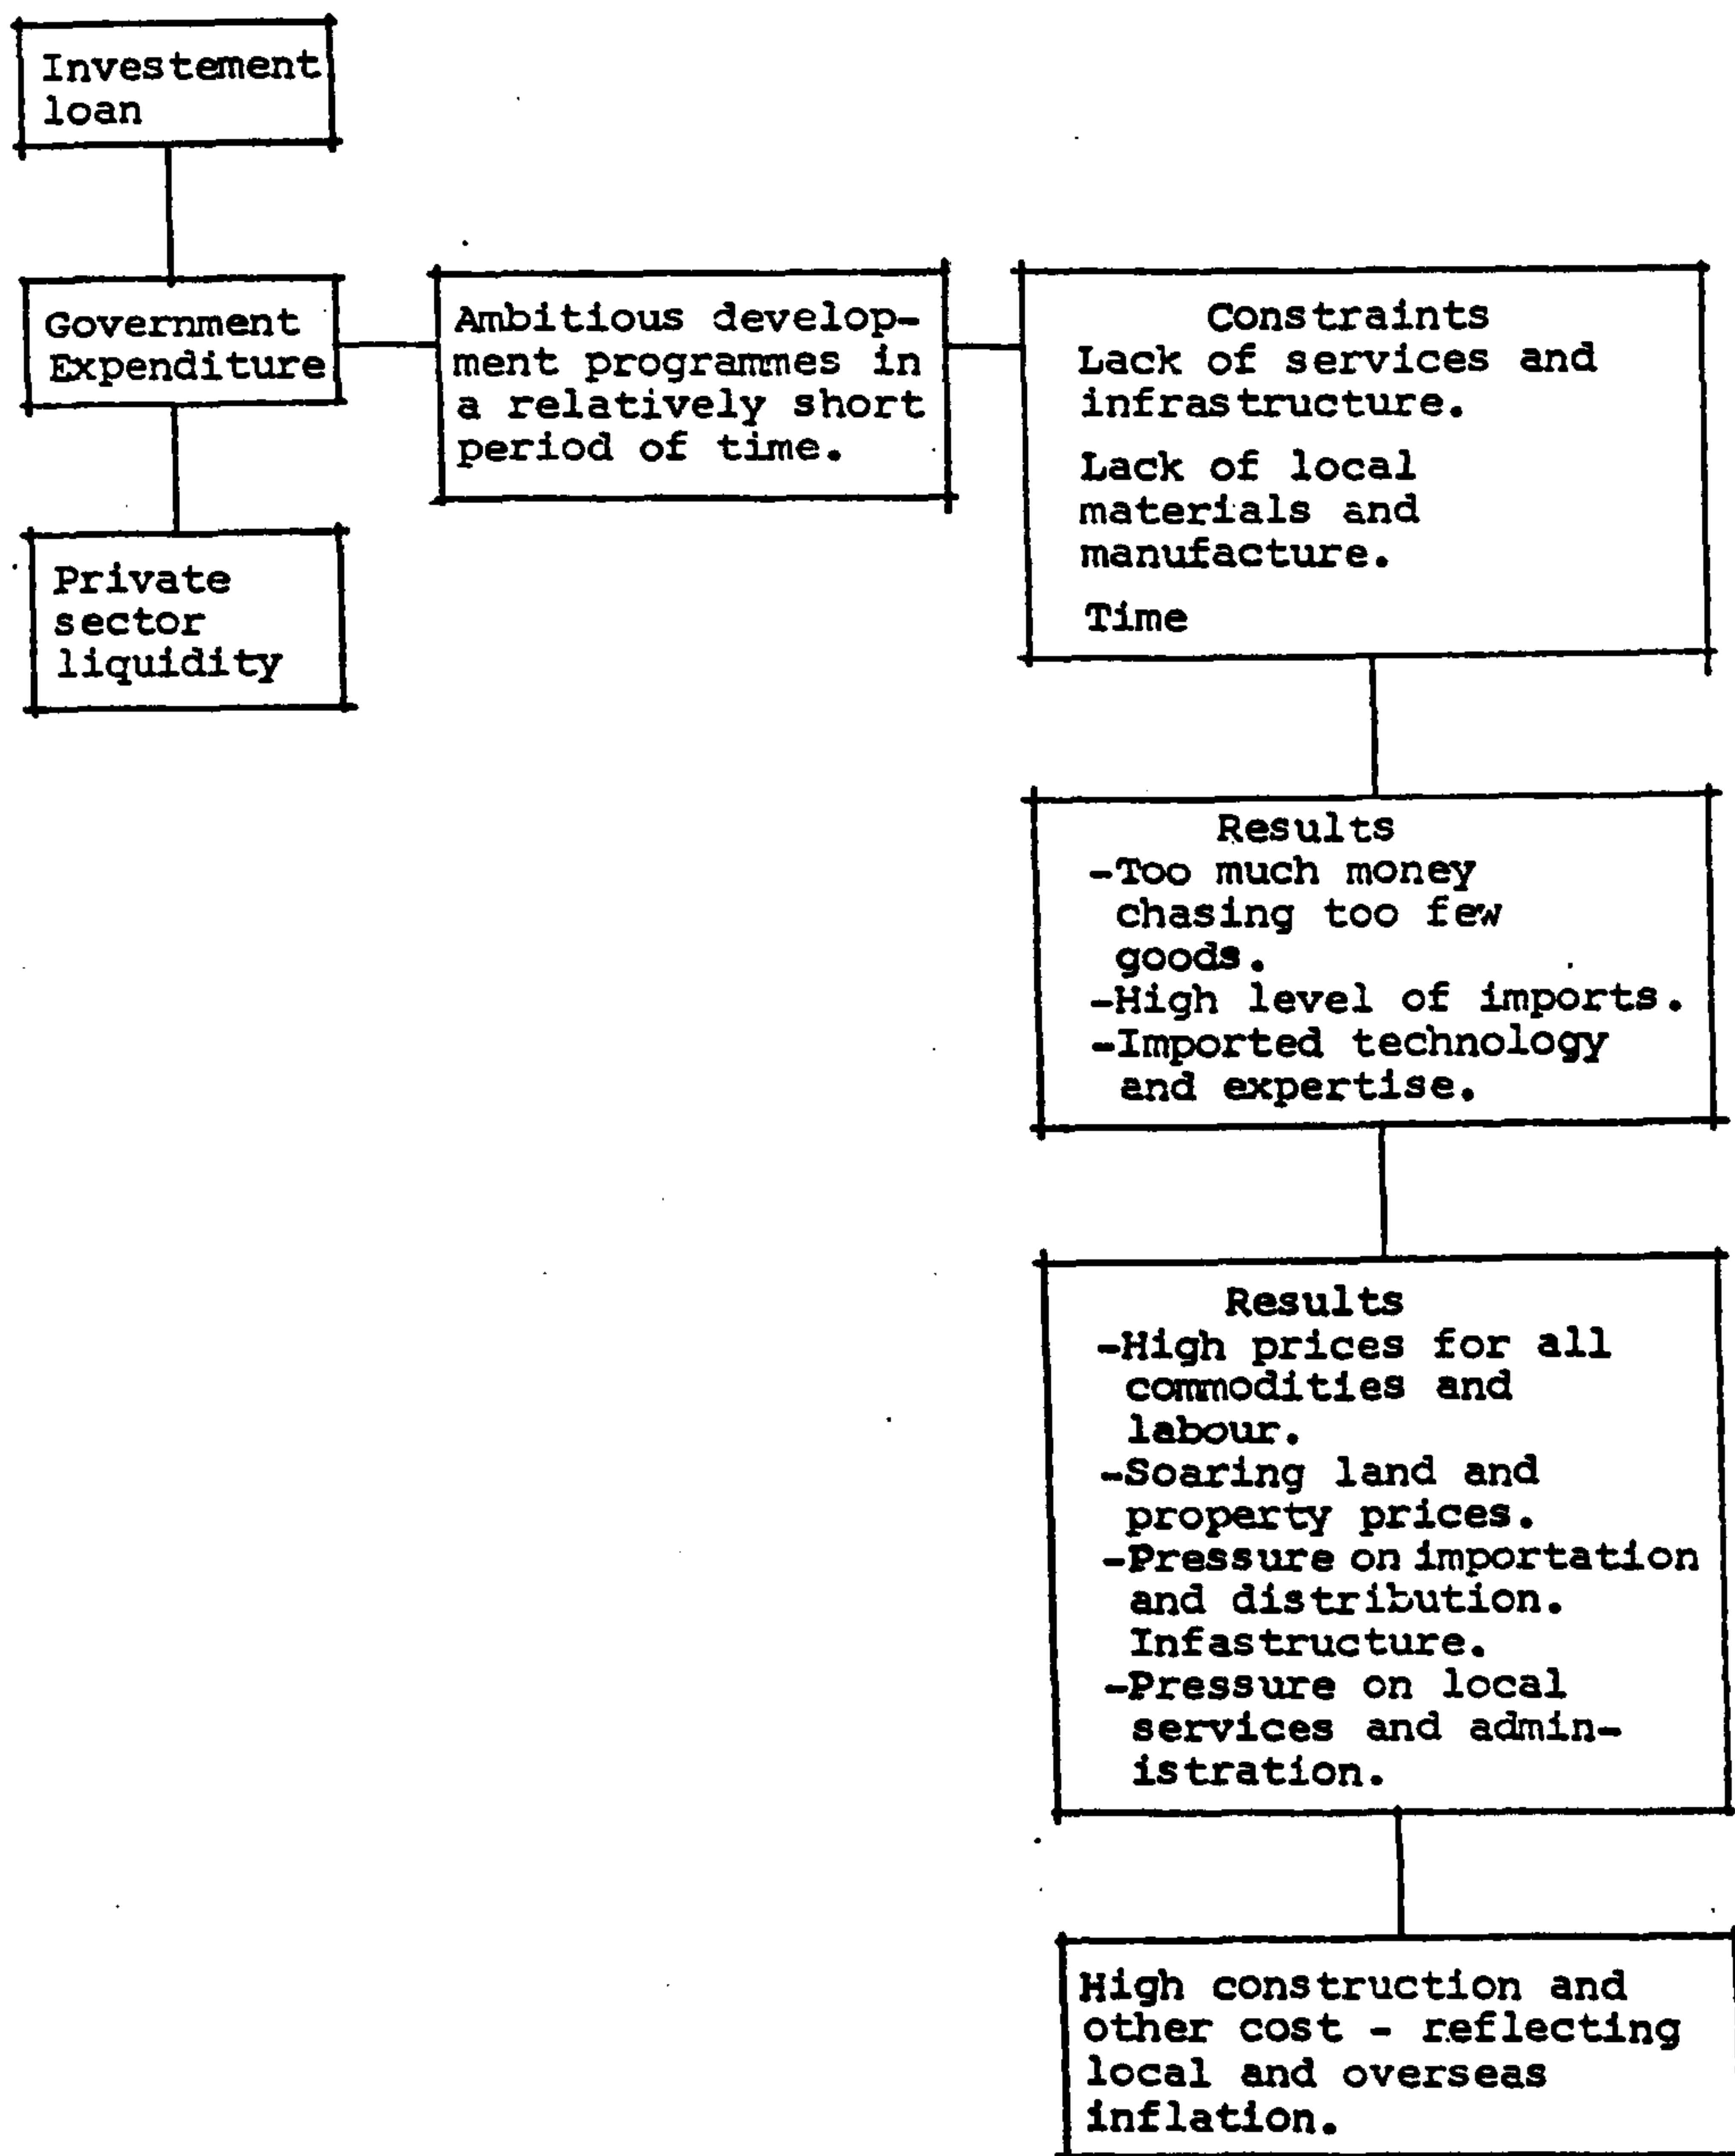 Investement
loan
Government
Expenditure
Ambitious develop-
ment programmes in
a relatively short
period of time.
Private
sector
liquidity
Constraints
Lack of services and
infrastructure.
Lack of local
materials and
manufacture.
Time
Results
-Too much money
chasing too few
goods.
-High level of imports.
-Imported technology
and expertise.
Results
-High prices for all
commodities and
labour.
-Soaring land and
property prices.
-Pressure on importation
and distribution.
Infastructure.
-Pressure on local
services and admin-
istration.
High construction and
other cost - reflecting
local and overseas
inflation.